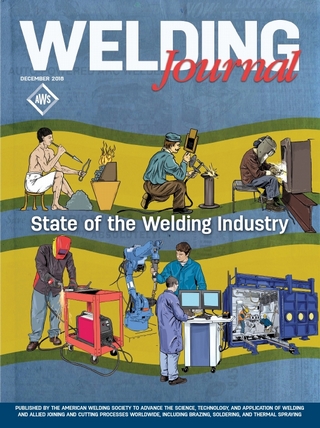 WELDING
Journal
DECEMBER 2018
AWS
State of the Welding Industry
PUBLISHED BY THE AMERICAN WELDING SOCIETY TO ADVANCE THE SCIENCE, TECHNOLOGY, AND APPLICATION OF WELDING
AND ALLIED JOINING AND CUTTING PROCESSES WORLDWIDE, INCLUDING BRAZING, SOLDERING, AND THERMAL SPRAYING